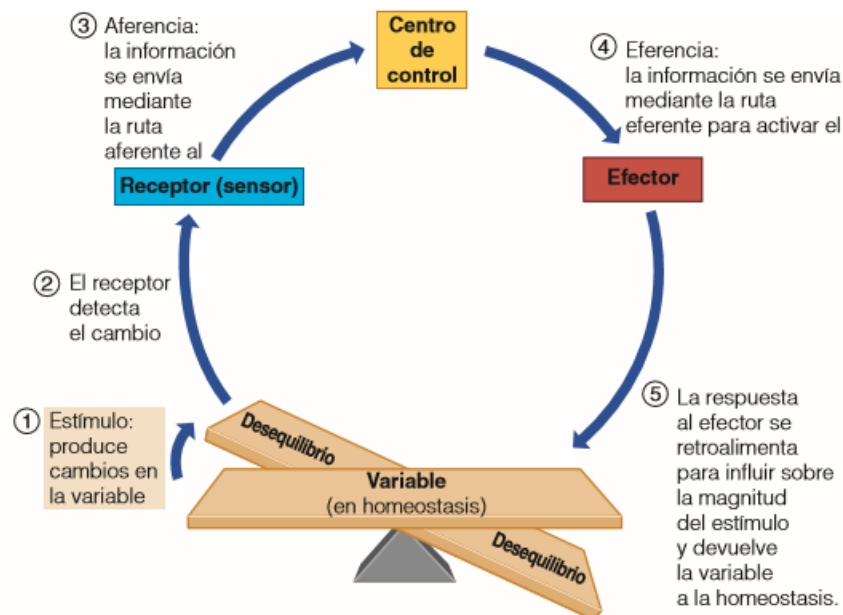 ③ Aferencia:
la información
se envía
mediante
la ruta
aferente al
Centro
de
control
④ Eferencia:
la información se envía
mediante la ruta
eferente para activar el
Receptor (sensor)
Efector
② El receptor
detecta
el cambio
① Estímulo:
produce
cambios en
la variable
Desequilibrio
Variable
(en homeostasis)
Desequilibrio
⑤ La respuesta
al efector se
retroalimenta
para influir sobre
la magnitud
del estímulo
y devuelve
la variable
a la homeostasis.